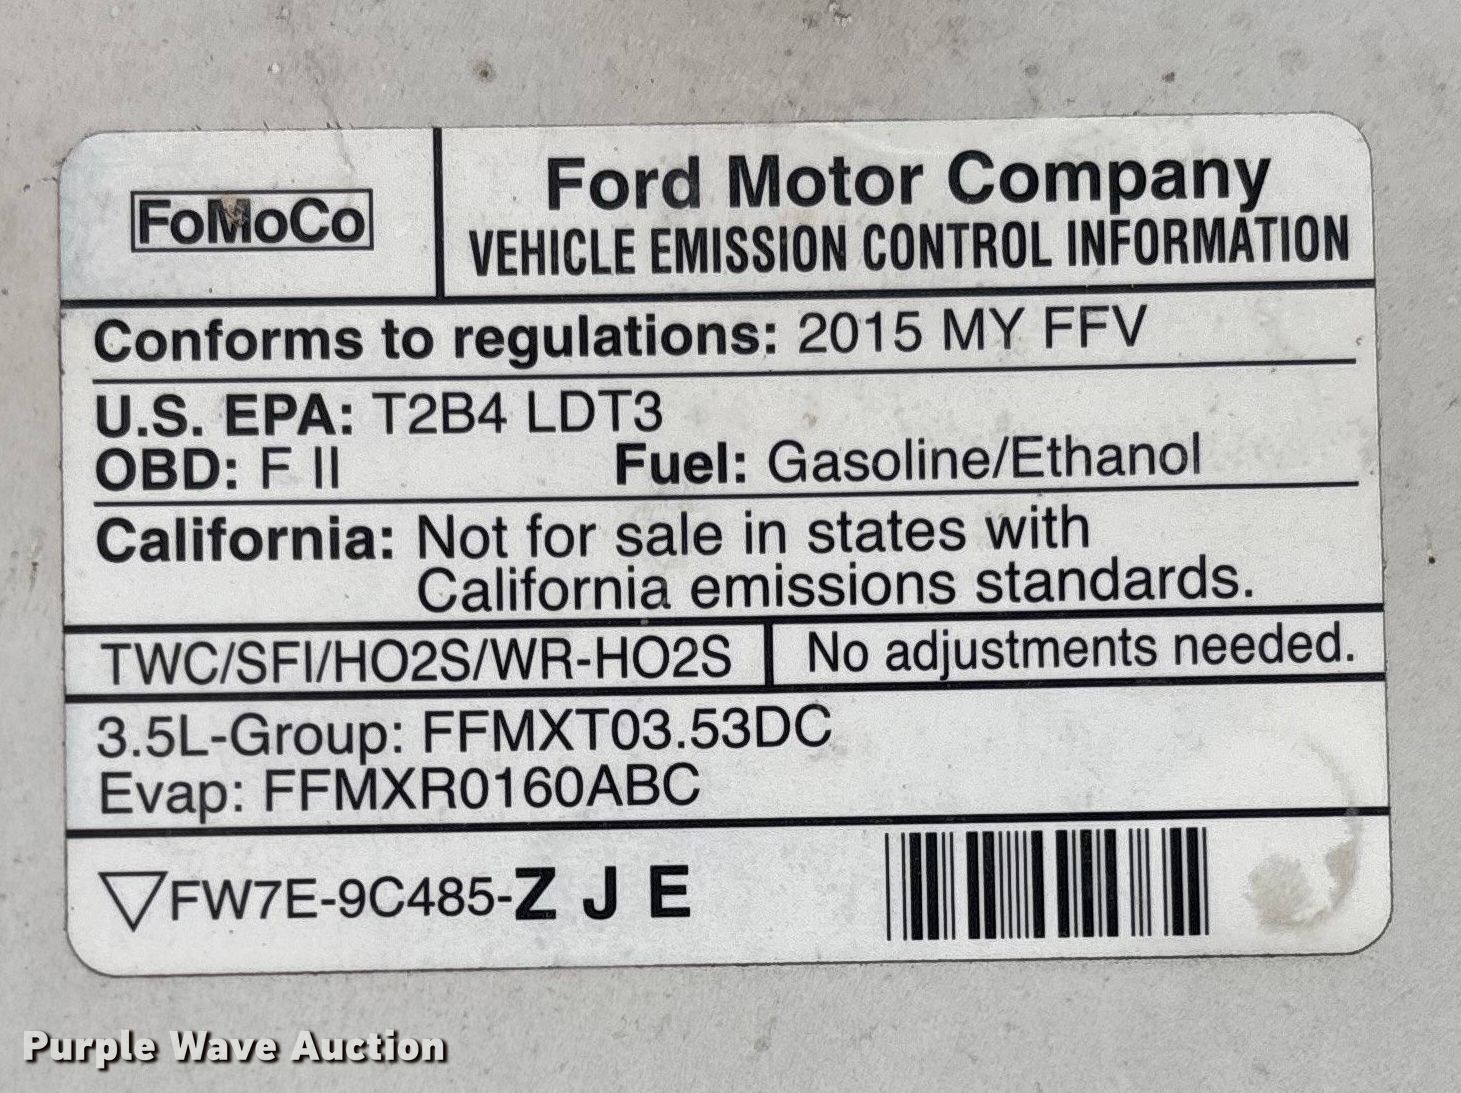 FoMoCo
Ford Motor Company
VEHICLE EMISSION CONTROL INFORMATION
Conforms to regulations: 2015 MY FFV
U.S. EPA: T2B4 LDT3
OBD: F II Fuel: Gasoline/Ethanol
California: Not for sale in states with
California emissions standards.
TWC/SFI/HO2S/WR-HO2S No adjustments needed.
3.5L-Group: FFMXT03.53DC
Evap: FFMXR0160ABC
FW7E-9C485-Z J E
Purple Wave Auction